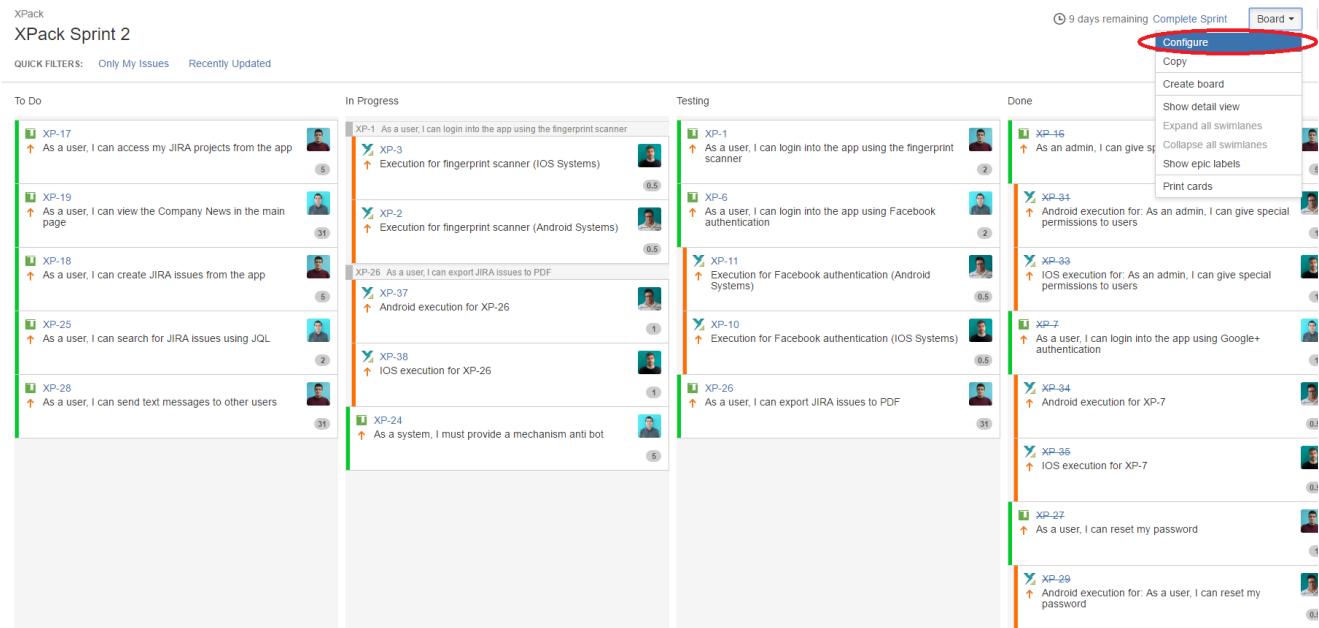 XPack
XPack Sprint 2
9 days remaining Complete Sprint Board
QUICK FILTERS: Only My Issues Recently Updated
Configure
Copy
Create board
Show detail view
Expand all swimlanes
Collapse all swimlanes
Show epic labels
Print cards
To Do
XP-17
As a user, I can access my JIRA projects from the app
5
XP-19
As a user, I can view the Company News in the main
page
31
XP-18
As a user, I can create JIRA issues from the app
5
XP-25
As a user, I can search for JIRA issues using JQL
2
XP-28
As a user, I can send text messages to other users
31
In Progress
XP-1 As a user, I can login into the app using the fingerprint scanner
XP-3
Execution for fingerprint scanner (IOS Systems)
0.5
XP-2
Execution for fingerprint scanner (Android Systems)
0.5
XP-26 As a user, I can export JIRA issues to PDF
XP-37
Android execution for XP-26
1
XP-38
IOS execution for XP-26
1
XP-24
As a system, I must provide a mechanism anti bot
5
Testing
XP-1
As a user, I can login into the app using the fingerprint
scanner
2
XP-6
As a user, I can login into the app using Facebook
authentication
2
XP-11
Execution for Facebook authentication (Android
Systems)
0.5
XP-10
Execution for Facebook authentication (IOS Systems)
0.5
XP-26
As a user, I can export JIRA issues to PDF
31
Done
XP-16
As an admin, I can give sp
5
XP-31
Android execution for: As an admin, I can give special
permissions to users
1
XP-33
IOS execution for: As an admin, I can give special
permissions to users
1
XP-7
As a user, I can login into the app using Google+
authentication
1
XP-34
Android execution for XP-7
0.5
XP-35
IOS execution for XP-7
0.5
XP-27
As a user, I can reset my password
1
XP-29
Android execution for: As a user, I can reset my
password
0.5